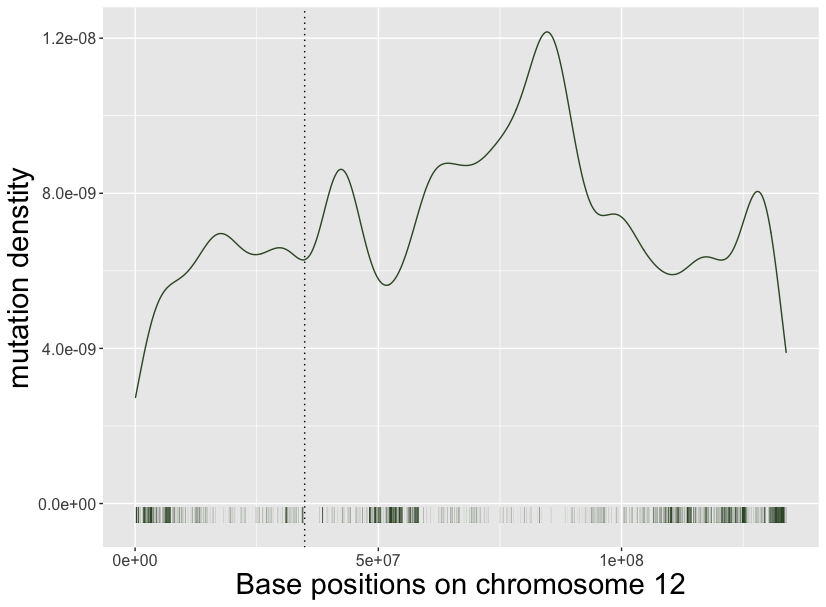 1.2e-08
8.0e-09
4.0e-09
0.0e+00
mutation denstity
0e+00
5e+07
1e+08
Base positions on chromosome 12